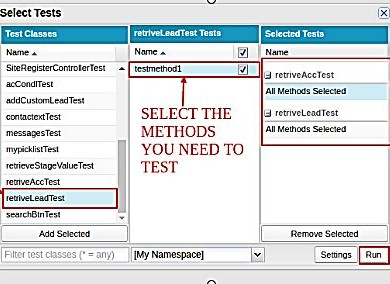 Select Tests
Test Classes
Name
SiteRegisterControllerTest
acCondlTest
addCustomLeadTest
contactextTest
messagesTest
mypicklistTest
retrieveStageValueTest
retriveAccTest
retriveLeadTest
searchBtnTest
Add Selected
retriveLeadTest Tests
Name
testmethod1
SELECT THE
METHODS
YOU NEED TO
TEST
Selected Tests
Name
retriveAccTest
All Methods Selected
retriveLeadTest
All Methods Selected
Remove Selected
Filter test classes (* = any)
[My Namespace]
Settings
Run